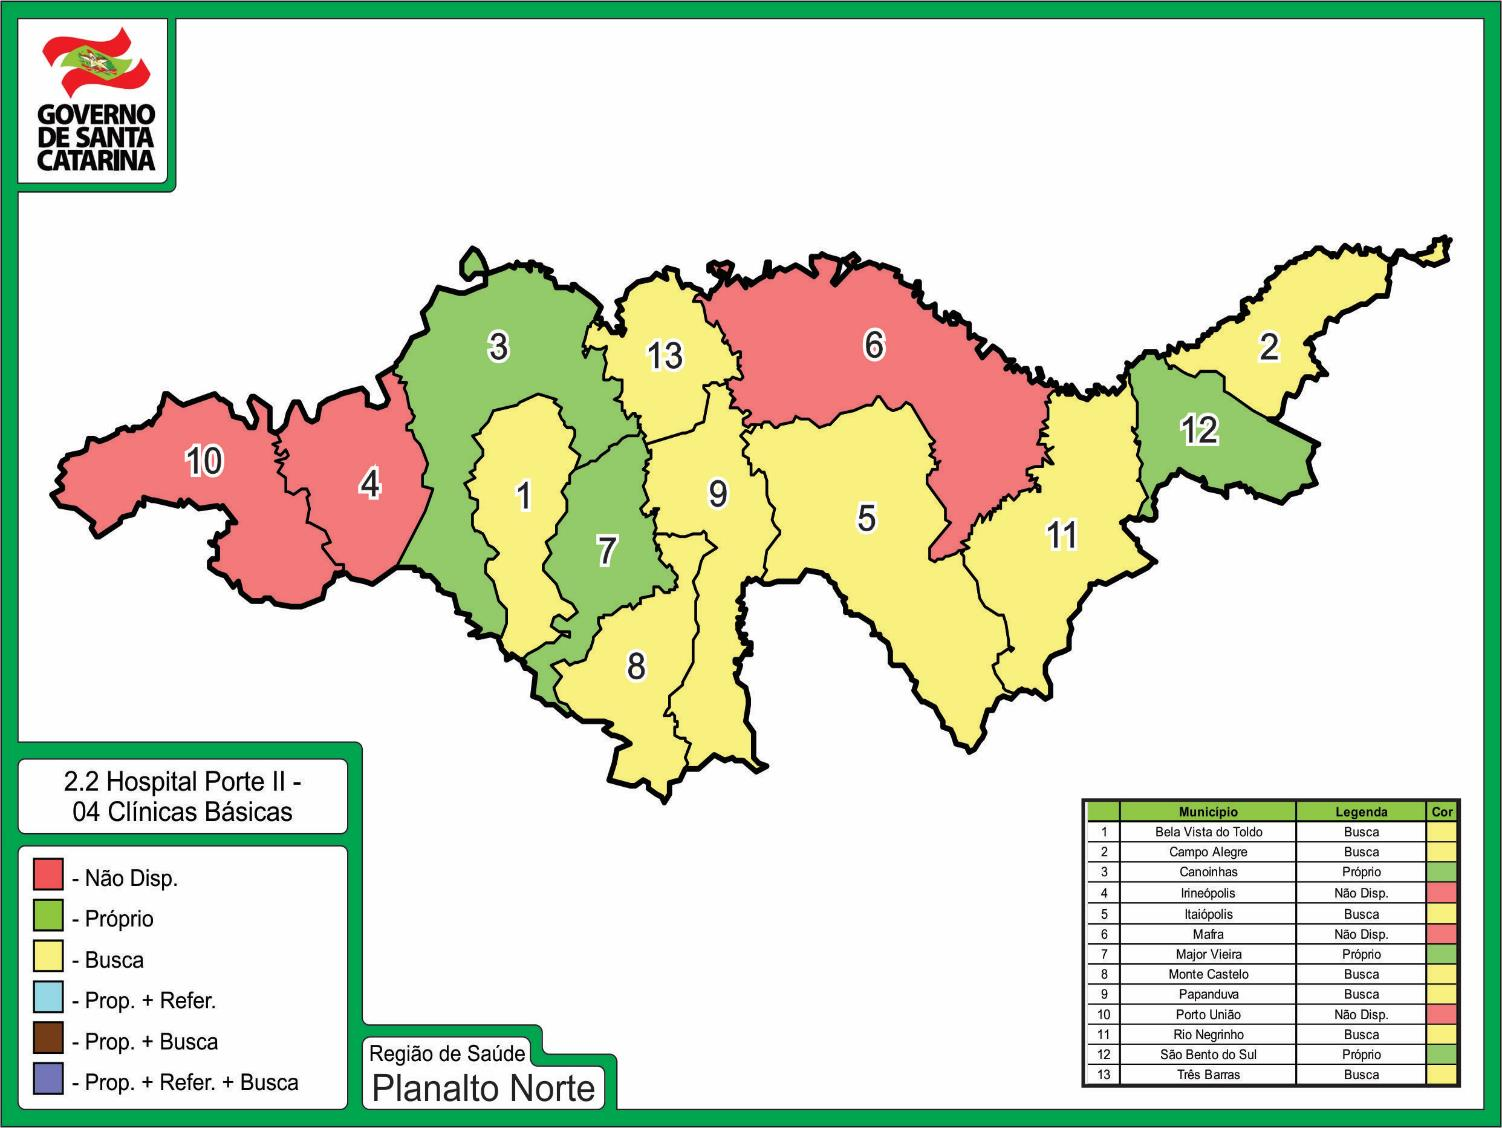 GOVERNO
DE SANTA
CATARINA
3
13
6
2
12
10
4
1
9
5
11
7
8
2.2 Hospital Porte II -
04 Clínicas Básicas
- Não Disp.
- Próprio
- Busca
- Prop. + Refer.
- Prop. + Busca
- Prop. + Refer. + Busca
Região de Saúde
Planalto Norte
Município Legenda Cor
1 Bela Vista do Toldo Busca
2 Campo Alegre Busca
3 Canoinhas Próprio
4 Irineópolis Não Disp.
5 Itaiópolis Busca
6 Mafra Não Disp.
7 Major Vieira Próprio
8 Monte Castelo Busca
9 Papanduva Busca
10 Porto União Não Disp.
11 Rio Negrinho Busca
12 São Bento do Sul Próprio
13 Três Barras Busca